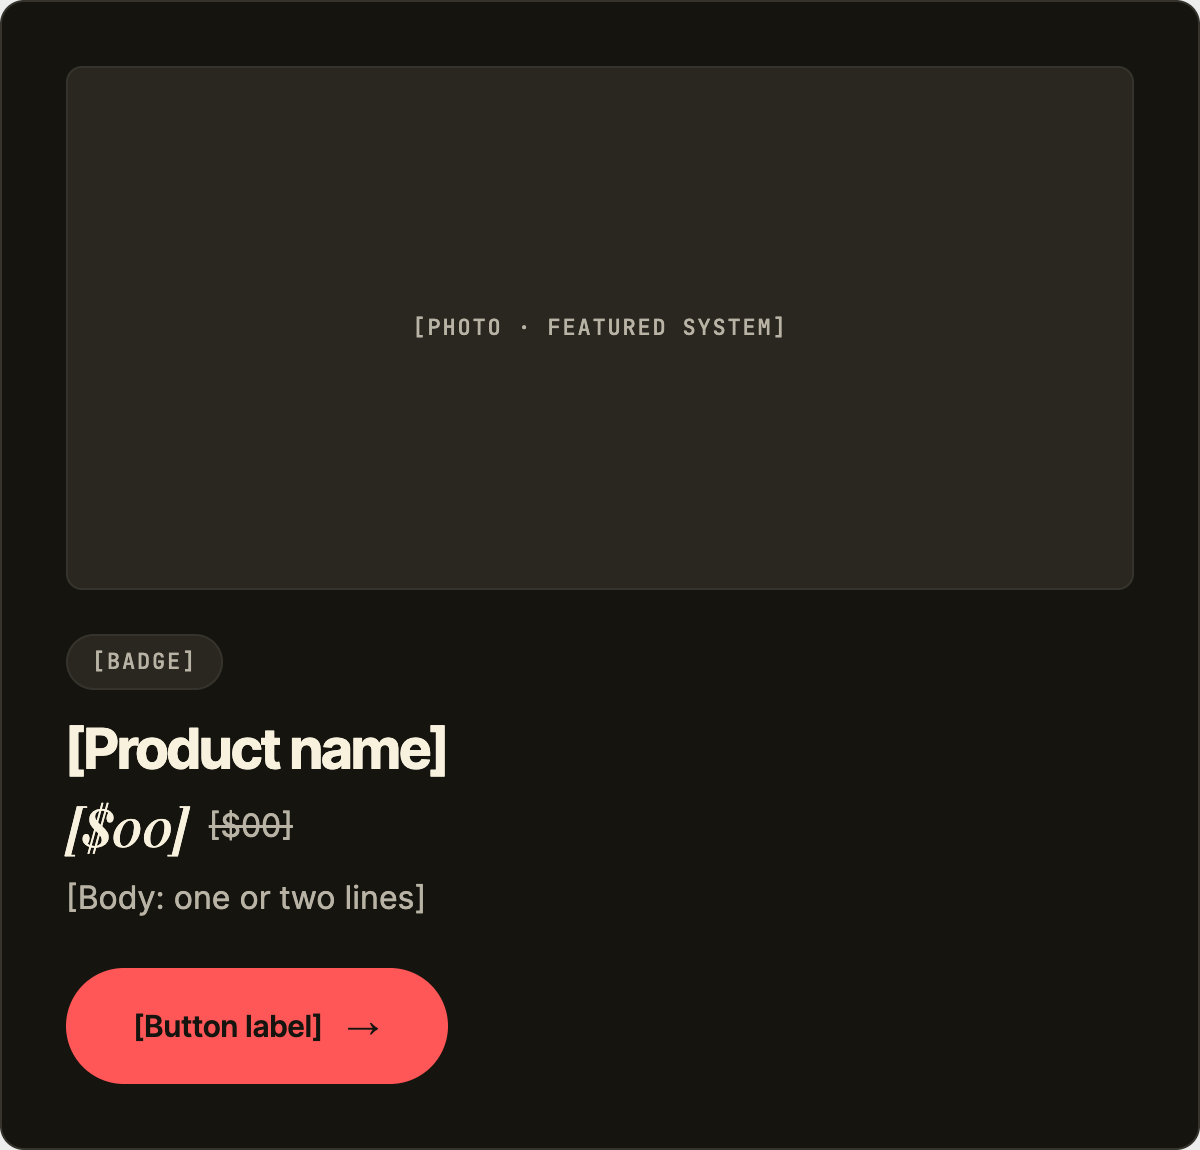 [PHOTO · FEATURED SYSTEM]
[BADGE]
[Product name]
[$00] [$00]
[Body: one or two lines]
[Button label] →